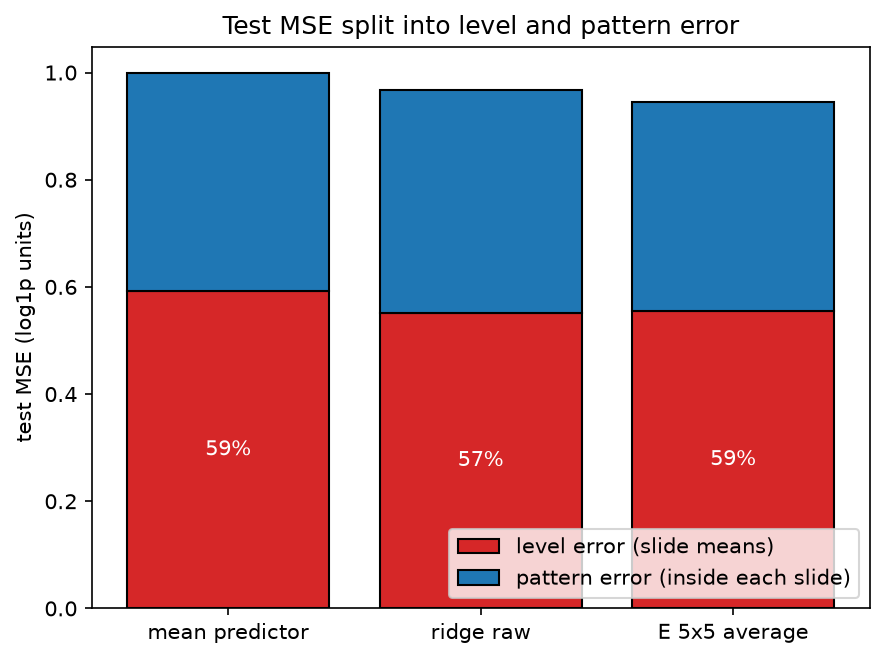 Test MSE split into level and pattern error
test MSE (log1p units)
1.0
0.8
0.6
0.4
0.2
0.0
59%
57%
59%
level error (slide means)
pattern error (inside each slide)
mean predictor
ridge raw
E 5x5 average